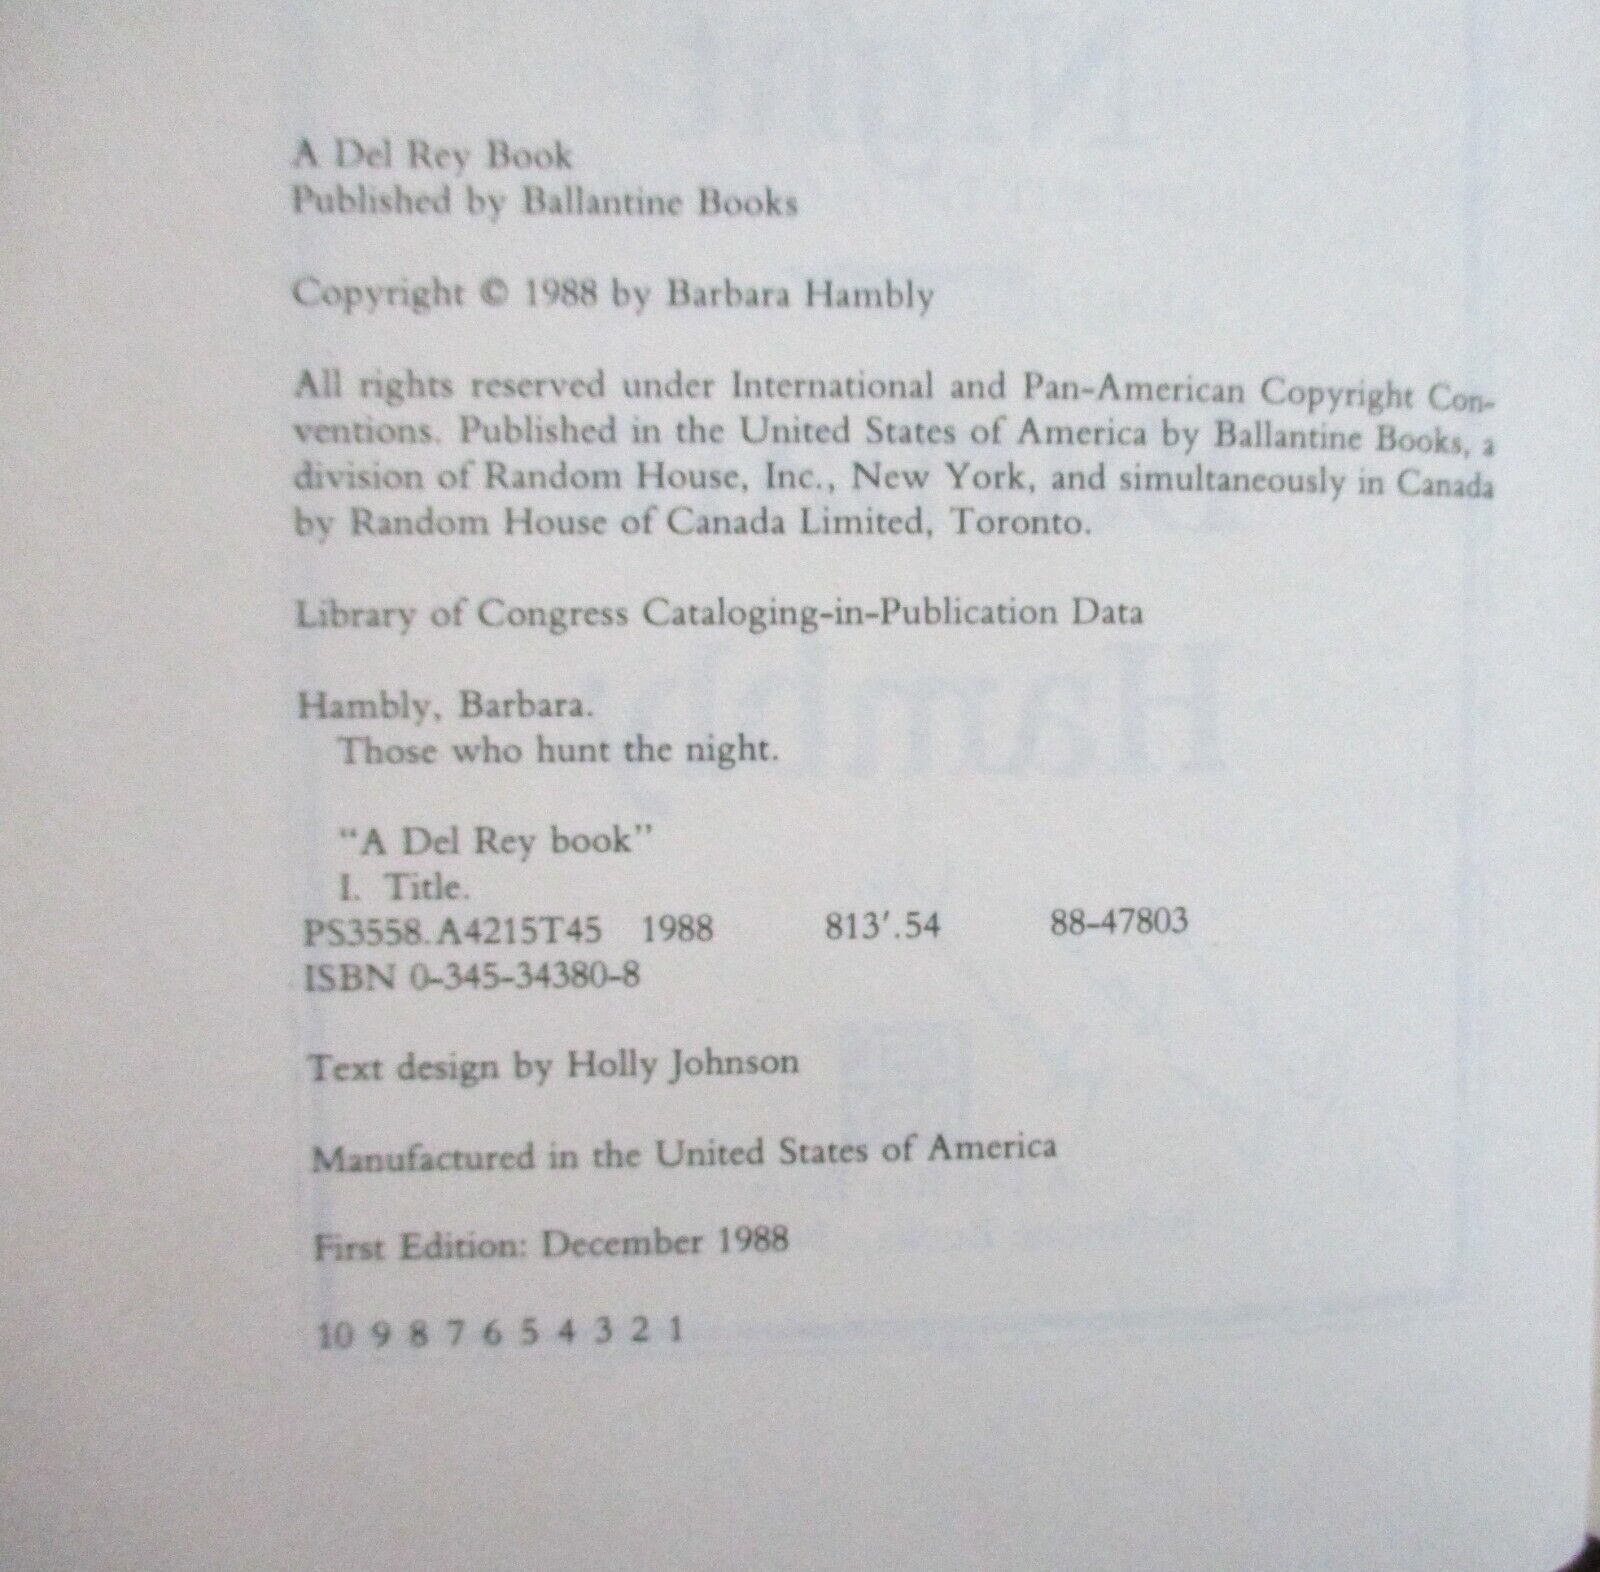 A Del Rey Book
Published by Ballantine Books
Copyright © 1988 by Barbara Hambly
All rights reserved under International and Pan-American Copyright Con-
ventions. Published in the United States of America by Ballantine Books, a
division of Random House, Inc., New York, and simultaneously in Canada
by Random House of Canada Limited, Toronto.
Library of Congress Cataloging-in-Publication Data
Hambly, Barbara.
Those who hunt the night.
“A Del Rey book”
I. Title.
PS3558.A4215T45 1988 813′.54 88-47803
ISBN 0-345-34380-8
Text design by Holly Johnson
Manufactured in the United States of America
First Edition: December 1988
10 9 8 7 6 5 4 3 2 1